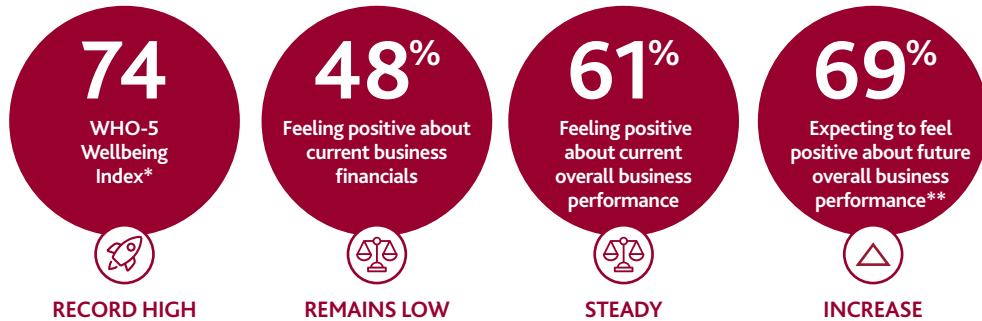 74
WHO-5
Wellbeing
Index*
RECORD HIGH
48%
Feeling positive about
current business
financials
REMAINS LOW
61%
Feeling positive
about current
overall business
performance
STEADY
69%
Expecting to feel
positive about future
overall business
performance**
INCREASE